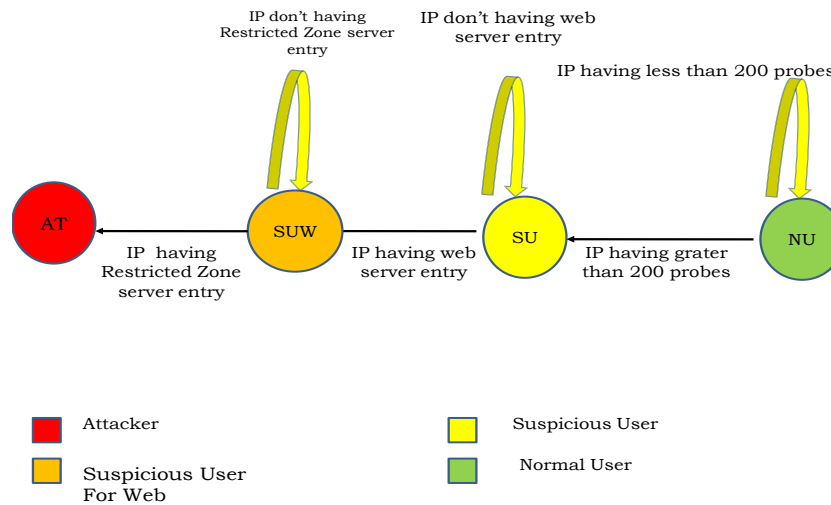 IP don't having
Restricted Zone server
entry
IP don't having web
server entry
IP having less than 200 probes
AT
SUW
SU
NU
IP having
Restricted Zone
server entry
IP having web
server entry
IP having grater
than 200 probes
Attacker
Suspicious User
Suspicious User
For Web
Normal User